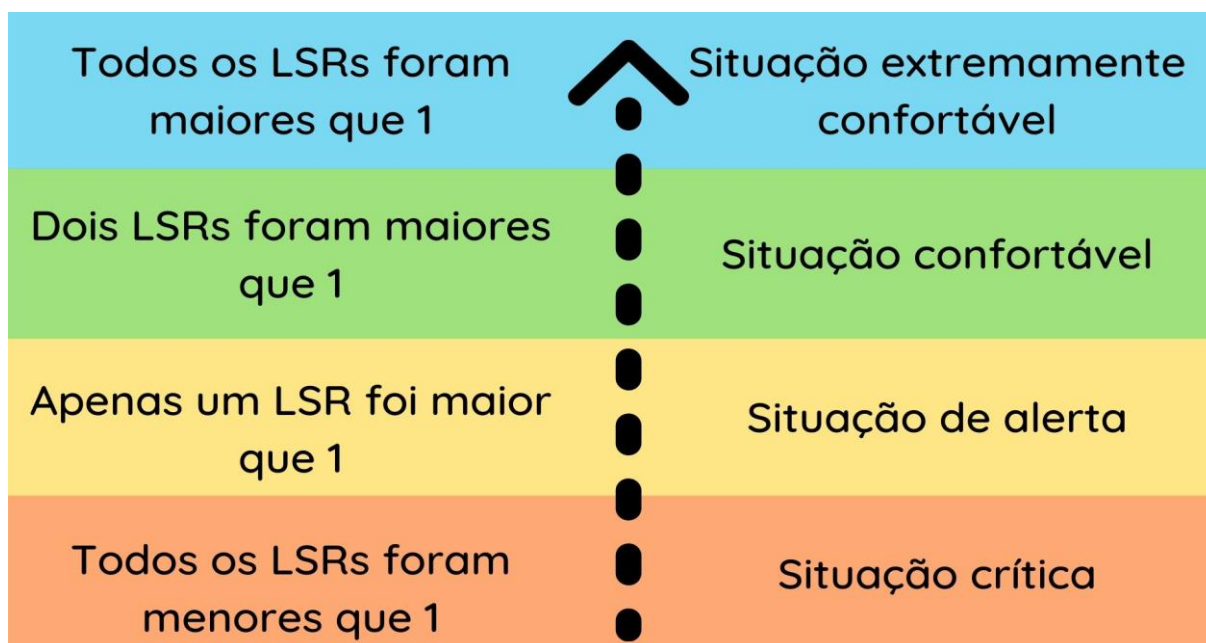 Todos os LSRs foram
maiores que 1
Situação extremamente
confortável
Dois LSRs foram maiores
que 1
Situação confortável
Apenas um LSR foi maior
que 1
Situação de alerta
Todos os LSRs foram
menores que 1
Situação crítica